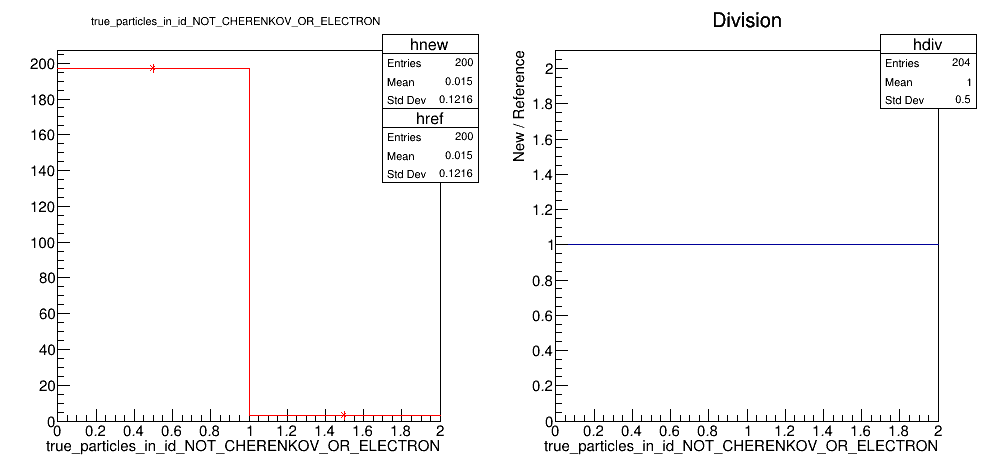 true_particles_in_id_NOT_CHERENKOV_OR_ELECTRON
hnew
Entries 200
Mean 0.015
Std Dev 0.1216
href
Entries 200
Mean 0.015
Std Dev 0.1216
200
180
160
140
120
100
80
60
40
20
0
0 0.2 0.4 0.6 0.8 1 1.2 1.4 1.6 1.8 2
true_particles_in_id_NOT_CHERENKOV_OR_ELECTRON
Division
hdiv
Entries 204
Mean 1
Std Dev 0.5
New / Reference
2
1.8
1.6
1.4
1.2
1
0.8
0.6
0.4
0.2
0
0 0.2 0.4 0.6 0.8 1 1.2 1.4 1.6 1.8 2
true_particles_in_id_NOT_CHERENKOV_OR_ELECTRON